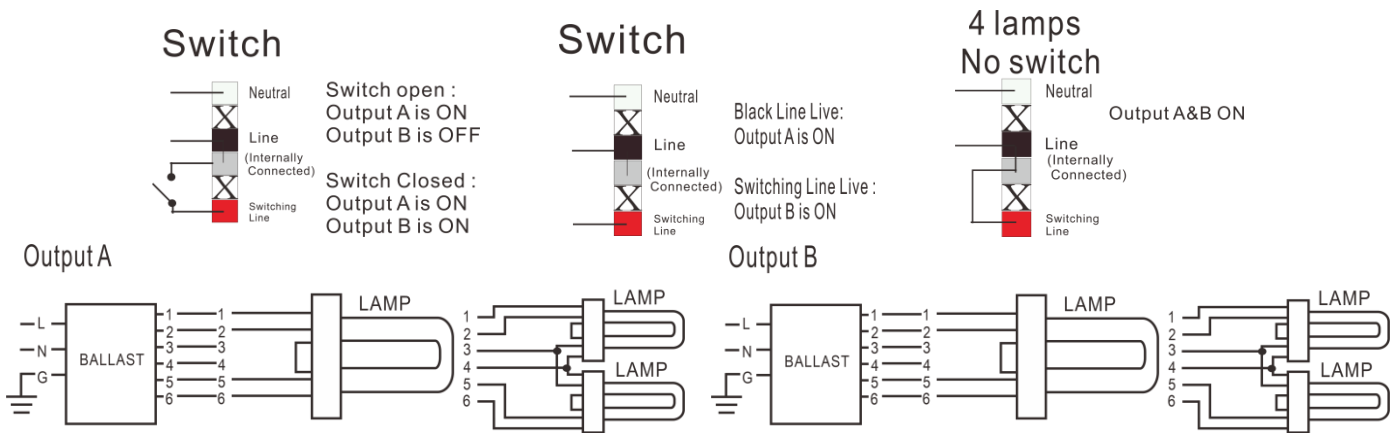 Switch
Neutral
Line
(Internally
Connected)
Switching
Line
Switch open :
Output A is ON
Output B is OFF
Switch Closed :
Output A is ON
Output B is ON
Switch
Neutral
Line
(Internally
Connected)
Switching
Line
Black Line Live:
Output A is ON
Switching Line Live :
Output B is ON
4 lamps
No switch
Neutral
Line
(Internally
Connected)
Switching
Line
Output A&B ON
Output A
L
N
G
BALLAST
1 1
2 2
3 3
4 4
5 5
6 6
LAMP
1
2
3
4
5
6
LAMP
LAMP
Output B
L
N
G
BALLAST
1 1
2 2
3 3
4 4
5 5
6 6
LAMP
1
2
3
4
5
6
LAMP
LAMP